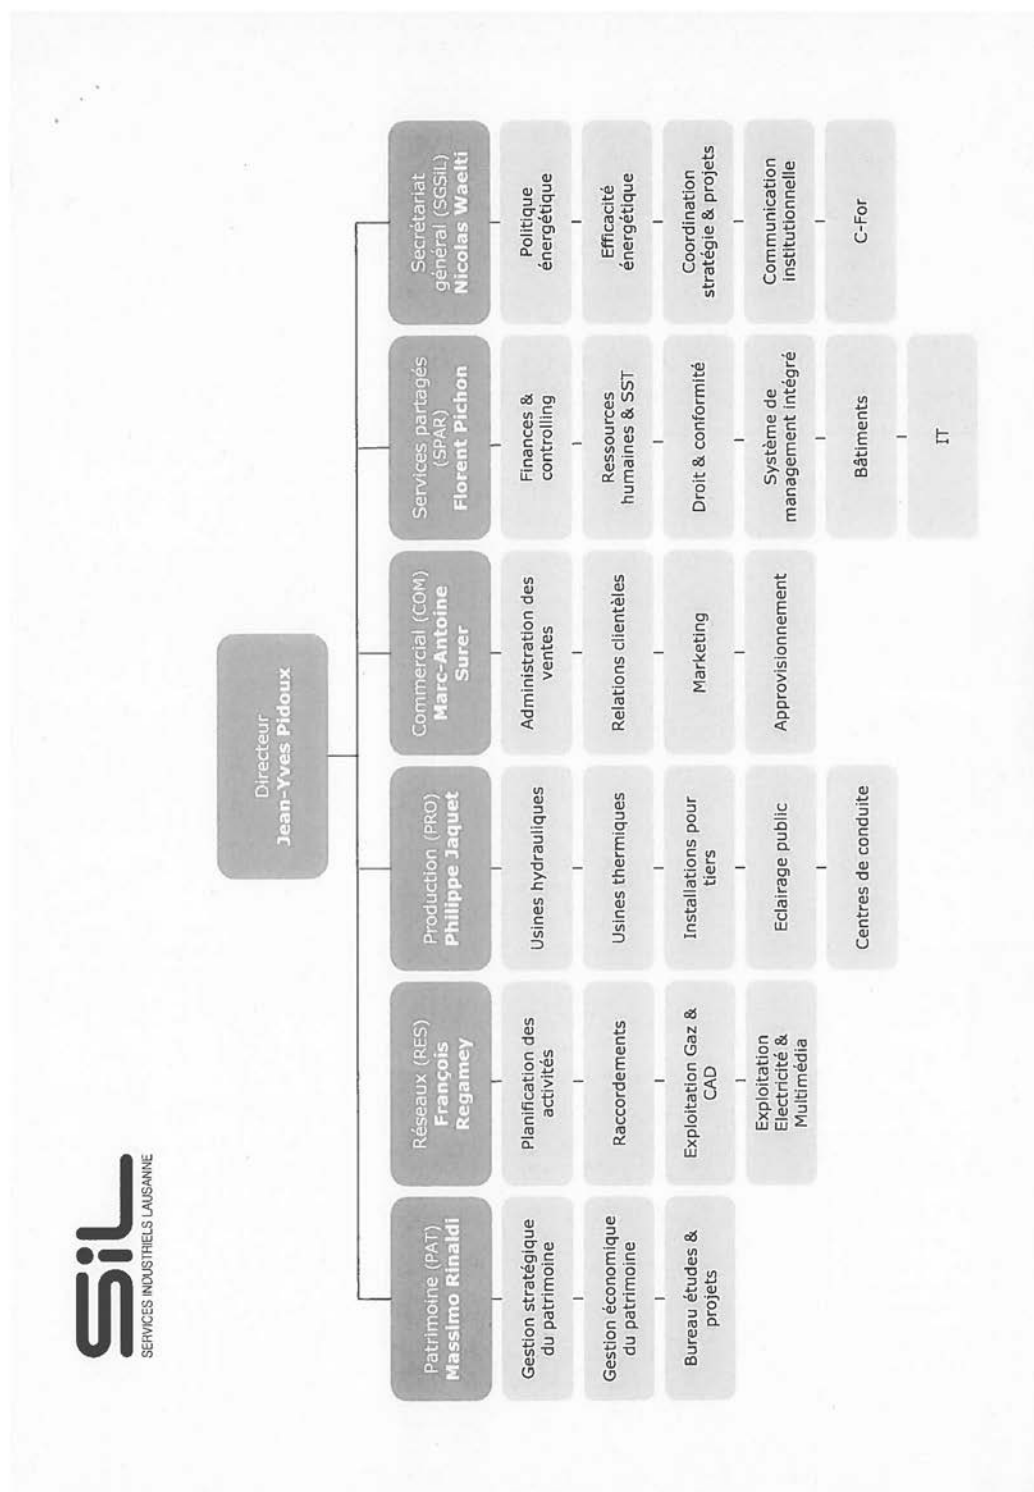 SiL
SERVICES INDUSTRIELS LAUSANNE
Directeur
Jean-Yves Pidoux
Patrimoine (PAT)
Massimo Rinaldi
Gestion stratégique
du patrimoine
Gestion économique
du patrimoine
Bureau études &
projets
Réseaux (RES)
François
Regamey
Planification des
activités
Raccordements
Exploitation Gaz &
CAD
Exploitation
Electricité &
Multimédia
Production (PRO)
Philippe Jaquet
Usines hydrauliques
Usines thermiques
Installations pour
tiers
Eclairage public
Centres de conduite
Commercial (COM)
Marc-Antoine
Surer
Administration des
ventes
Relations clientèles
Marketing
Approvisionnement
Services partagés
(SPAR)
Florent Pichon
Finances &
controlling
Ressources
humaines & SST
Droit & conformité
Système de
management intégré
Bâtiments
IT
Secrétariat
général (SGSiL)
Nicolas Waelti
Politique
énergétique
Efficacité
énergétique
Coordination
stratégie & projets
Communication
institutionnelle
C-For